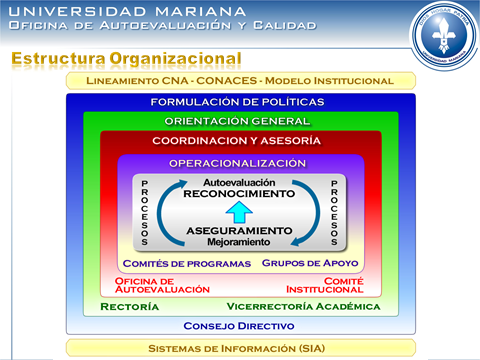 UNIVERSIDAD MARIANA
OFICINA DE AUTOEVALUACIÓN Y CALIDAD
UNIVERSIDAD MARIANA
Estructura Organizacional
LINEAMIENTO CNA - CONACES - MODELO INSTITUCIONAL
FORMULACIÓN DE POLÍTICAS
ORIENTACIÓN GENERAL
COORDINACION Y ASESORÍA
OPERACIONALIZACIÓN
PROCESOS
Autoevaluación
RECONOCIMIENTO
ASEGURAMIENTO
Mejoramiento
PROCESOS
COMITÉS DE PROGRAMAS
GRUPOS DE APOYO
OFICINA DE
AUTOEVALUACIÓN
COMITÉ
INSTITUCIONAL
RECTORÍA
VICERRECTORÍA ACADÉMICA
CONSEJO DIRECTIVO
SISTEMAS DE INFORMACIÓN (SIA)